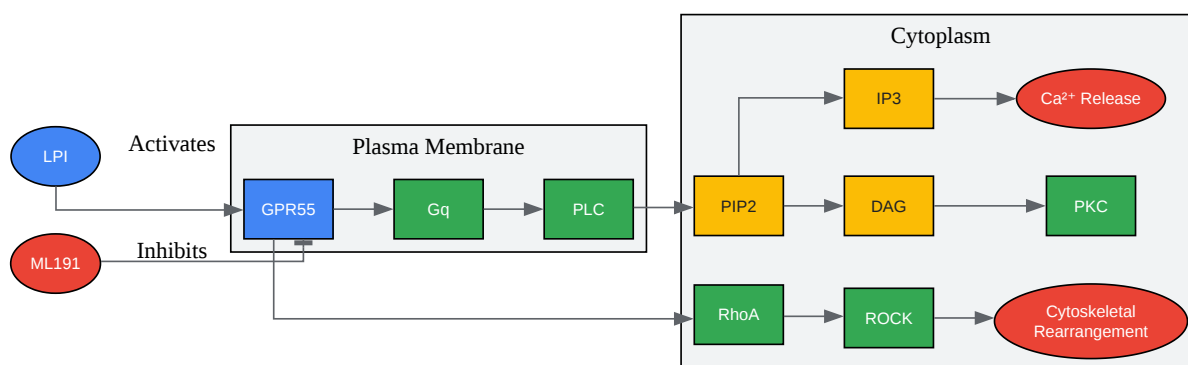 Cytoplasm
IP3
Ca²⁺ Release
Activates
LPI
Plasma Membrane
GPR55
Gq
PLC
PIP2
DAG
PKC
Inhibits
ML191
RhoA
ROCK
Cytoskeletal
Rearrangement